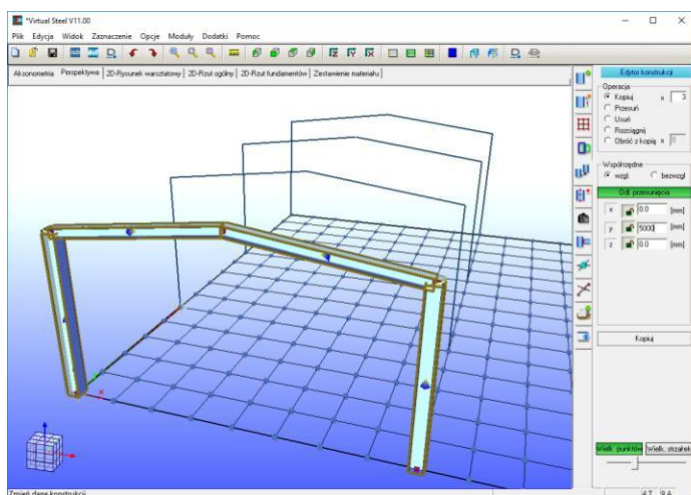 *Virtual Steel V11.00
Plik Edycja Widok Zaznaczenie Opcje Moduły Dodatki Pomoc
Aksonometria Perspektywa 2D-Rysunek warsztatowy 2D-Rzut ogólny 2D-Rzut fundamentów Zestawienie materiału
Edytor konstrukcji
Operacja
Kopiuj x 3
Przesuń
Usuń
Rozciągnij
Obróć z kopią x 0
Współrzędne
wzgl. bezwzgl
Odl. przesunięcia
x 0.0 [mm]
y 5000 [mm]
z 0.0 [mm]
Kopiuj
Wielk. punktów Wielk. strzałek
x
Zmień dane konstrukcji